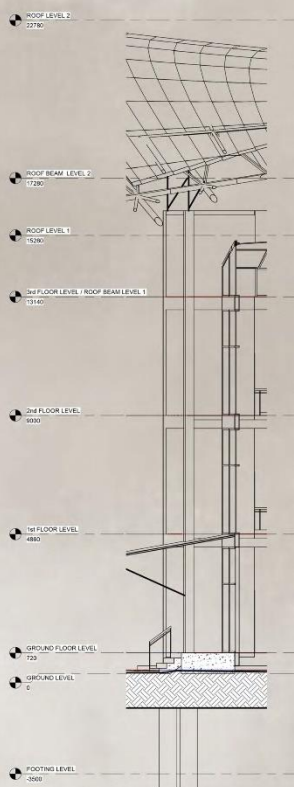 ROOF LEVEL 2
22780
ROOF BEAM LEVEL 2
17280
ROOF LEVEL 1
15280
3rd FLOOR LEVEL / ROOF BEAM LEVEL 1
13140
2nd FLOOR LEVEL
9000
1st FLOOR LEVEL
4860
GROUND FLOOR LEVEL
720
GROUND LEVEL
0
FOOTING LEVEL
-3500